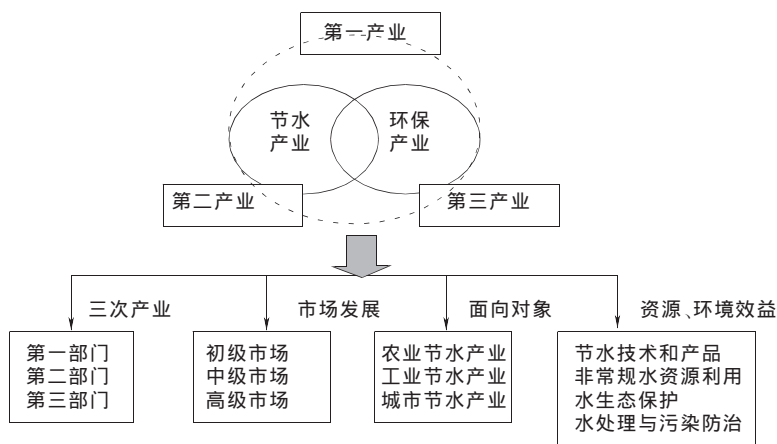 第一产业
节水
产业
环保
产业
第二产业
第三产业
三次产业
市场发展
面向对象
资源、环境效益
第一部门
第二部门
第三部门
初级市场
中级市场
高级市场
农业节水产业
工业节水产业
城市节水产业
节水技术和产品
非常规水资源利用
水生态保护
水处理与污染防治